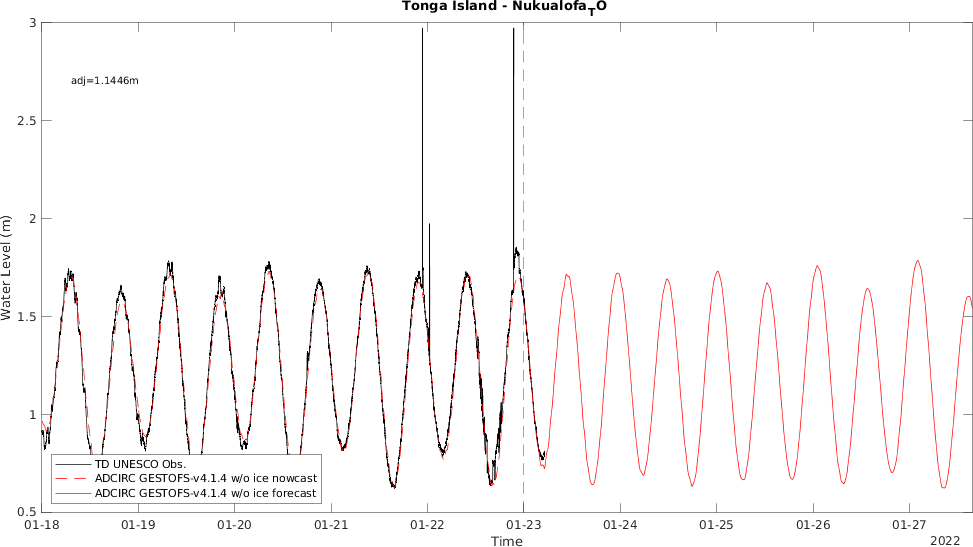 Tonga Island - Nukualofa_TO
adj=1.1446m
3
2.5
2
1.5
1
0.5
Water Level (m)
TD UNESCO Obs.
ADCIRC GESTOFS-v4.1.4 w/o ice nowcast
ADCIRC GESTOFS-v4.1.4 w/o ice forecast
01-18 01-19 01-20 01-21 01-22 01-23 01-24 01-25 01-26 01-27
Time
2022